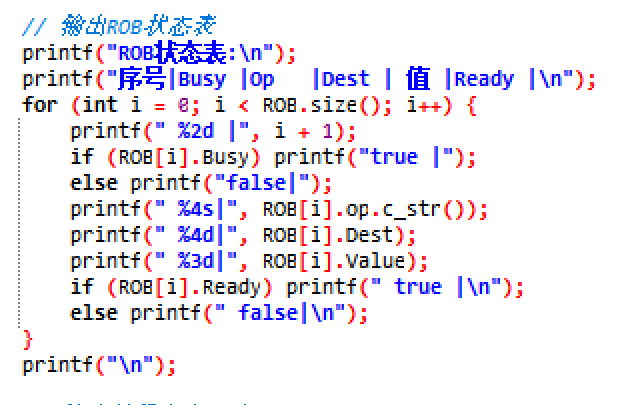 // 输出ROB状态表
printf("ROB状态表:\n");
printf("序号|Busy |Op   |Dest | 值 |Ready |\n");
for (int i = 0; i < ROB.size(); i++) {
    printf(" %2d |", i + 1);
    if (ROB[i].Busy) printf("true |");
    else printf("false|");
    printf(" %4s|", ROB[i].op.c_str());
    printf(" %4d|", ROB[i].Dest);
    printf(" %3d|", ROB[i].Value);
    if (ROB[i].Ready) printf(" true |\n");
    else printf(" false|\n");
}
printf("\n");